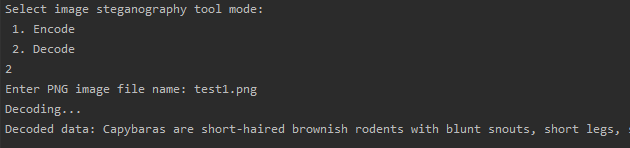 Select image steganography tool mode:
1. Encode
2. Decode
2
Enter PNG image file name: test1.png
Decoding...
Decoded data: Capybaras are short-haired brownish rodents with blunt snouts, short legs,